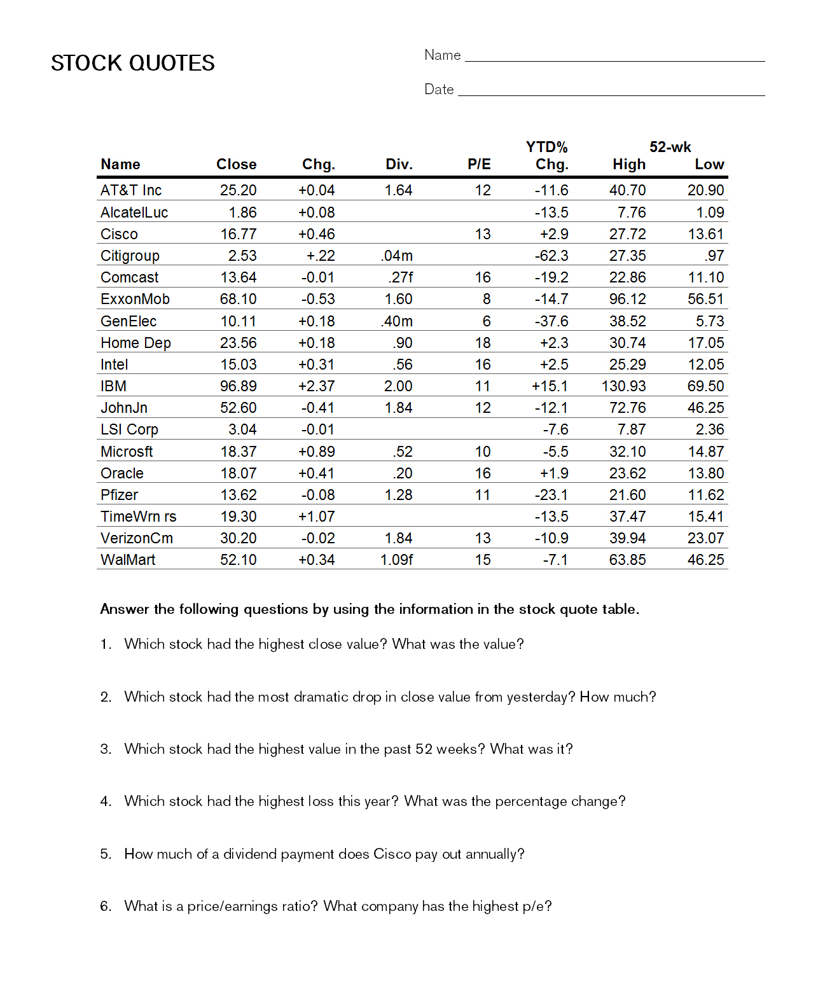 STOCK QUOTES
Name
Date
YTD% 52-wk
Name Close Chg. Div. P/E Chg. High Low
AT&T Inc 25.20 +0.04 1.64 12 -11.6 40.70 20.90
AlcatelLuc 1.86 +0.08 -13.5 7.76 1.09
Cisco 16.77 +0.46 13 +2.9 27.72 13.61
Citigroup 2.53 +.22 .04m -62.3 27.35 .97
Comcast 13.64 -0.01 .27f 16 -19.2 22.86 11.10
ExxonMob 68.10 -0.53 1.60 8 -14.7 96.12 56.51
GenElec 10.11 +0.18 .40m 6 -37.6 38.52 5.73
Home Dep 23.56 +0.18 .90 18 +2.3 30.74 17.05
Intel 15.03 +0.31 .56 16 +2.5 25.29 12.05
IBM 96.89 +2.37 2.00 11 +15.1 130.93 69.50
JohnJn 52.60 -0.41 1.84 12 -12.1 72.76 46.25
LSI Corp 3.04 -0.01 -7.6 7.87 2.36
Microsft 18.37 +0.89 .52 10 -5.5 32.10 14.87
Oracle 18.07 +0.41 .20 16 +1.9 23.62 13.80
Pfizer 13.62 -0.08 1.28 11 -23.1 21.60 11.62
TimeWrn rs 19.30 +1.07 -13.5 37.47 15.41
VerizonCm 30.20 -0.02 1.84 13 -10.9 39.94 23.07
WalMart 52.10 +0.34 1.09f 15 -7.1 63.85 46.25
Answer the following questions by using the information in the stock quote table.
1. Which stock had the highest close value? What was the value?
2. Which stock had the most dramatic drop in close value from yesterday? How much?
3. Which stock had the highest value in the past 52 weeks? What was it?
4. Which stock had the highest loss this year? What was the percentage change?
5. How much of a dividend payment does Cisco pay out annually?
6. What is a price/earnings ratio? What company has the highest p/e?